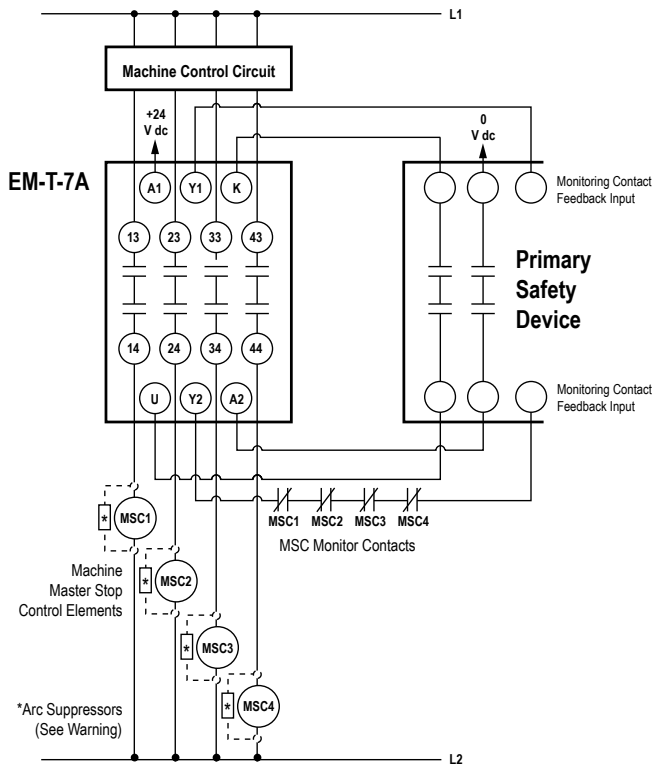 L1
Machine Control Circuit
+24
V dc
0
V dc
EM-T-7A
A1
Y1
K
Monitoring Contact
Feedback Input
13
23
33
43
Primary
Safety
Device
14
24
34
44
U
Y2
A2
Monitoring Contact
Feedback Input
MSC1
MSC1
MSC2
MSC3
MSC4
MSC Monitor Contacts
*
Machine
Master Stop
Control Elements
*
MSC2
*
MSC3
*
MSC4
*Arc Suppressors
(See Warning)
L2